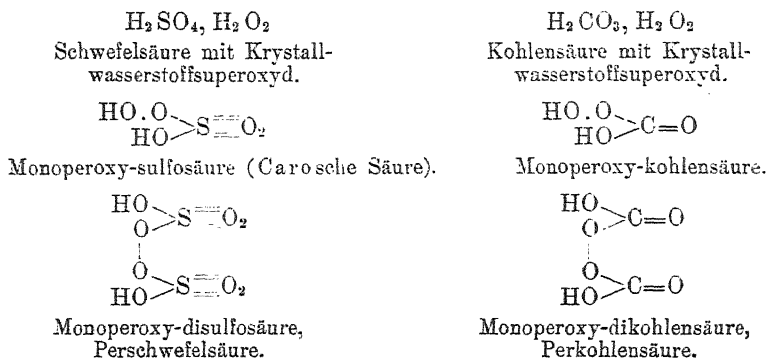 H₂SO₄, H₂O₂
Schwefelsäure mit Krystall-
wasserstoffsuperoxyd.
HO.O
HO>S=O₂
Monoperoxy-sulfosäure (Carosche Säure).
HO
O>S=O₂
O
HO>S=O₂
Monoperoxy-disulfosäure,
Perschwefelsäure.
H₂CO₃, H₂O₂
Kohlensäure mit Krystall-
wasserstoffsuperoxyd.
HO.O
HO>C=O
Monoperoxy-kohlensäure.
HO
O>C=O
O
HO>C=O
Monoperoxy-dikohlensäure,
Perkohlensäure.